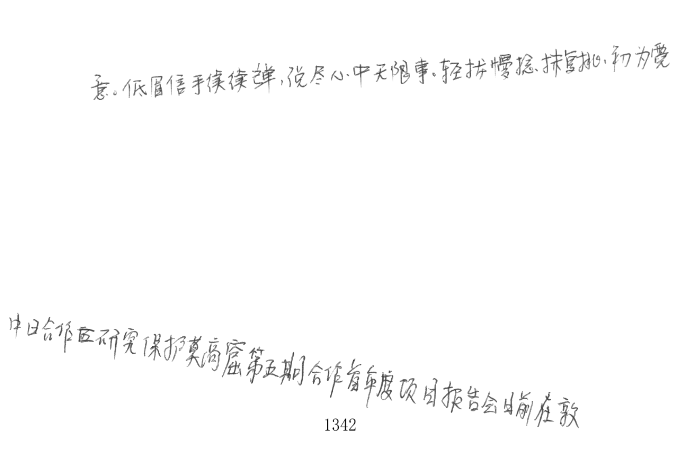 意。低眉信手续续弹,说尽心中无限事。轻拢慢捻抹复挑,初为霓
中日合作研究保护莫高窟第五期合作首年度项目报告会日前在敦
1342